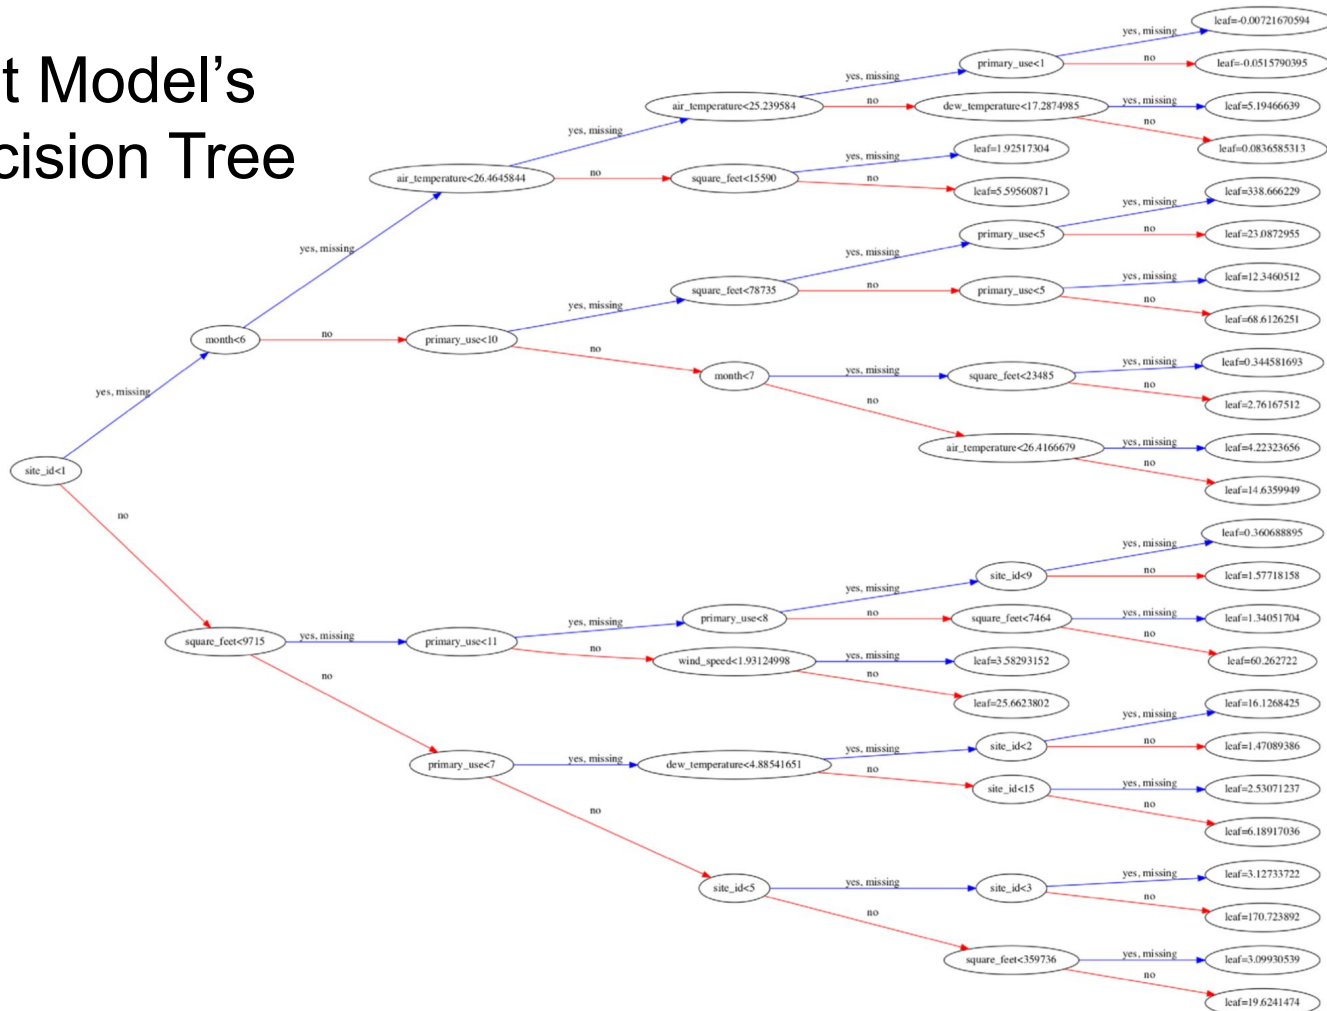 t Model's
cision Tree
leaf=-0.00721670594
yes, missing
primary_use<1
no
leaf=-0.0515790395
yes, missing
air_temperature<25.239584
no
dew_temperature<17.2874985
yes, missing
leaf=5.19466639
no
leaf=0.0836585313
yes, missing
air_temperature<26.4645844
no
square_feet<15590
yes, missing
leaf=1.92517304
no
leaf=5.59560871
yes, missing
month<6
no
primary_use<10
yes, missing
square_feet<78735
yes, missing
primary_use<5
yes, missing
leaf=338.666229
no
leaf=23.0872955
no
primary_use<5
yes, missing
leaf=12.3460512
no
leaf=68.6126251
no
month<7
yes, missing
square_feet<23485
yes, missing
leaf=0.344581693
no
leaf=2.76167512
no
air_temperature<26.4166679
yes, missing
leaf=4.22323656
no
leaf=14.6359949
yes, missing
site_id<1
no
square_feet<9715
yes, missing
primary_use<11
yes, missing
primary_use<8
yes, missing
site_id<9
yes, missing
leaf=0.360688895
no
leaf=1.57718158
no
square_feet<7464
yes, missing
leaf=1.34051704
no
leaf=60.262722
no
wind_speed<1.93124998
yes, missing
leaf=3.58293152
no
leaf=25.6623802
no
primary_use<7
yes, missing
dew_temperature<4.88541651
yes, missing
site_id<2
yes, missing
leaf=16.1268425
no
leaf=1.47089386
no
site_id<15
yes, missing
leaf=2.53071237
no
leaf=6.18917036
no
site_id<5
yes, missing
site_id<3
yes, missing
leaf=3.12733722
no
leaf=170.723892
no
square_feet<359736
yes, missing
leaf=3.09930539
no
leaf=19.6241474